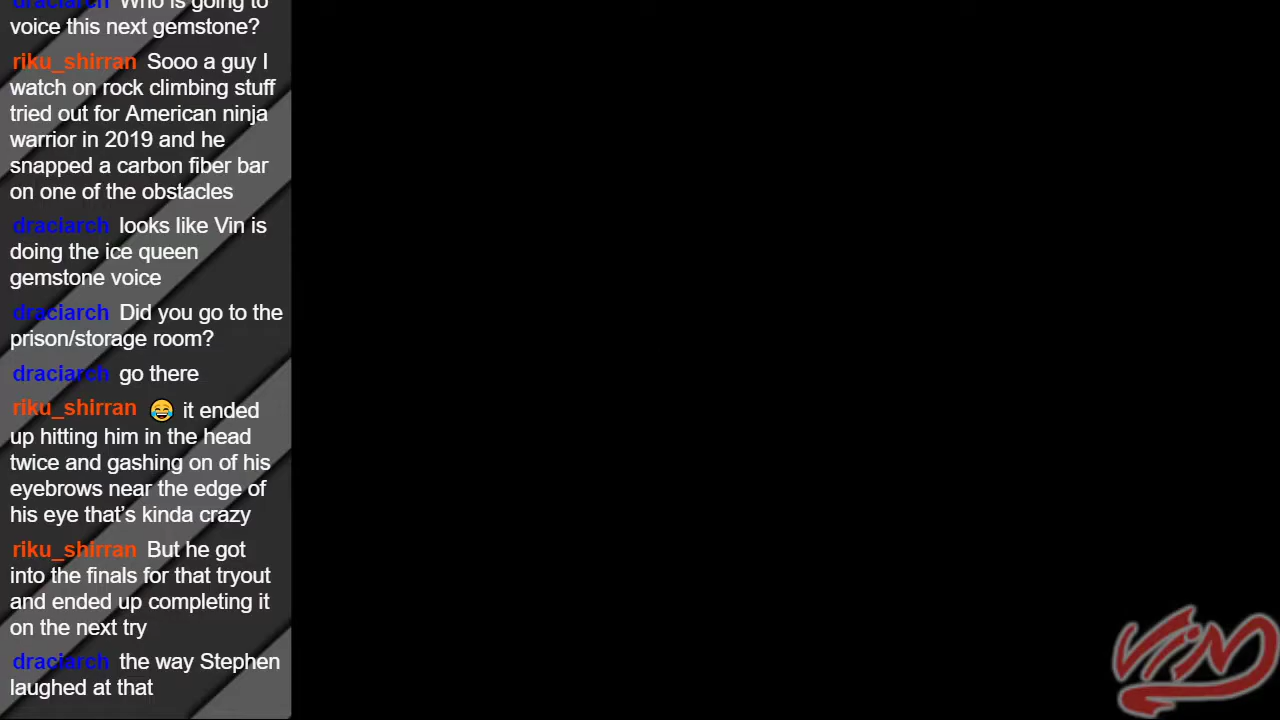 draciarch Who is going to
voice this next gemstone?
riku_shirran Sooo a guy I
watch on rock climbing stuff
tried out for American ninja
warrior in 2019 and he
snapped a carbon fiber bar
on one of the obstacles
draciarch looks like Vin is
doing the ice queen
gemstone voice
draciarch Did you go to the
prison/storage room?
draciarch go there
riku_shirran 😂 it ended
up hitting him in the head
twice and gashing on of his
eyebrows near the edge of
his eye that’s kinda crazy
riku_shirran But he got
into the finals for that tryout
and ended up completing it
on the next try
draciarch the way Stephen
laughed at that
ViN